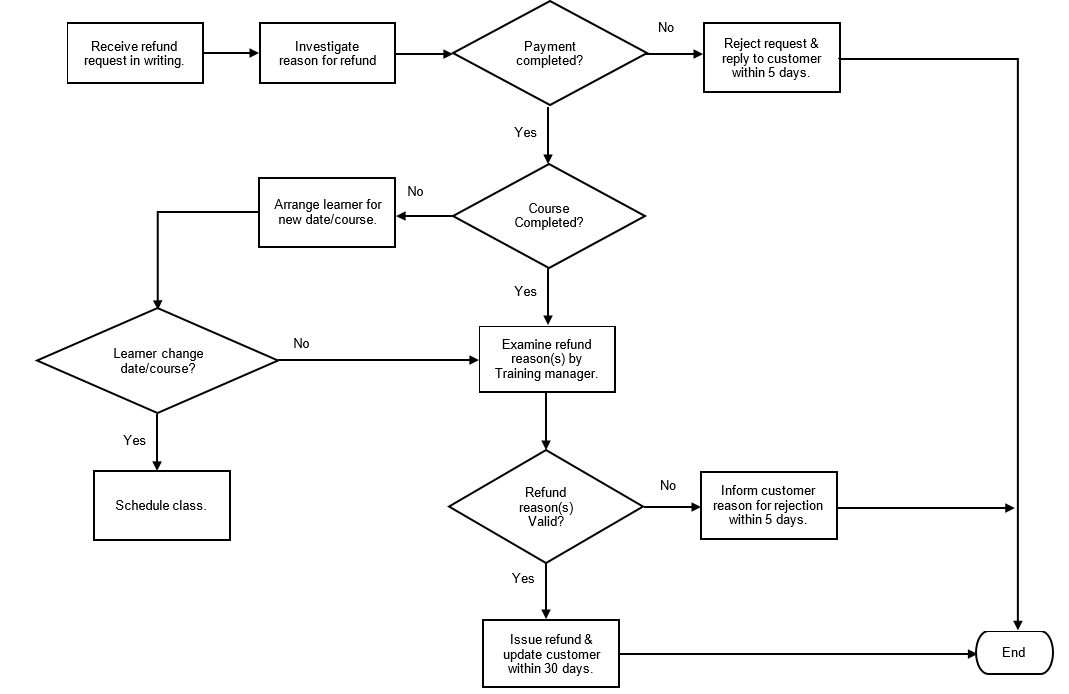 Receive refund
request in writing.
Investigate
reason for refund
Payment
completed?
No
Reject request &
reply to customer
within 5 days.
Yes
Arrange learner for
new date/course.
No
Course
Completed?
Yes
Learner change
date/course?
No
Examine refund
reason(s) by
Training manager.
Yes
Schedule class.
Refund
reason(s)
Valid?
No
Inform customer
reason for rejection
within 5 days.
Yes
Issue refund &
update customer
within 30 days.
End